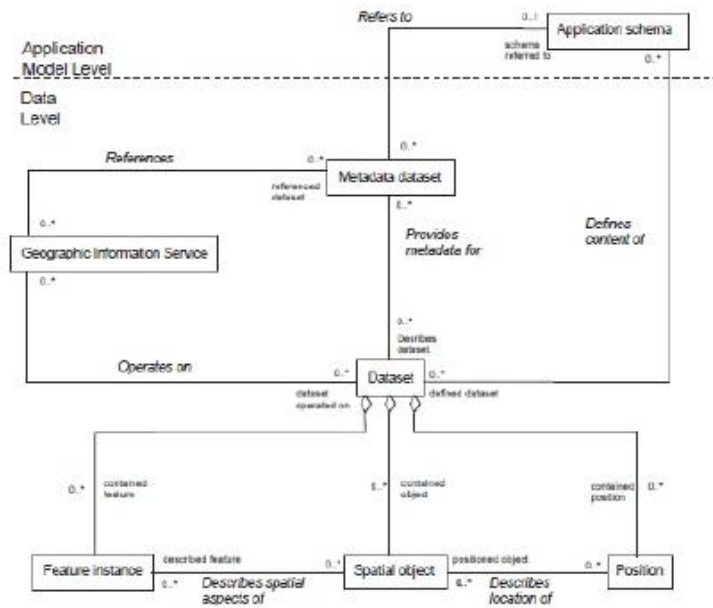 Refers to
0..1
Application schema
Application
Model Level
schema
referred to
0..*
Data
Level
References
0..*
0..*
Metadata dataset
referenced
dataset
0..*
0..*
Geographic Information Service
Provides
metadata for
Defines
content of
0..*
0..*
Operates on
0..*
Dataset
0..*
dataset
operated on
dataset
defined dataset
0..*
contained
feature
0..*
contained
object
contained
position
0..*
Feature instance
described feature
0..*
Spatial object
positioned object
0..*
Position
0..*
Describes spatial
aspects of
0..*
Describes
location of